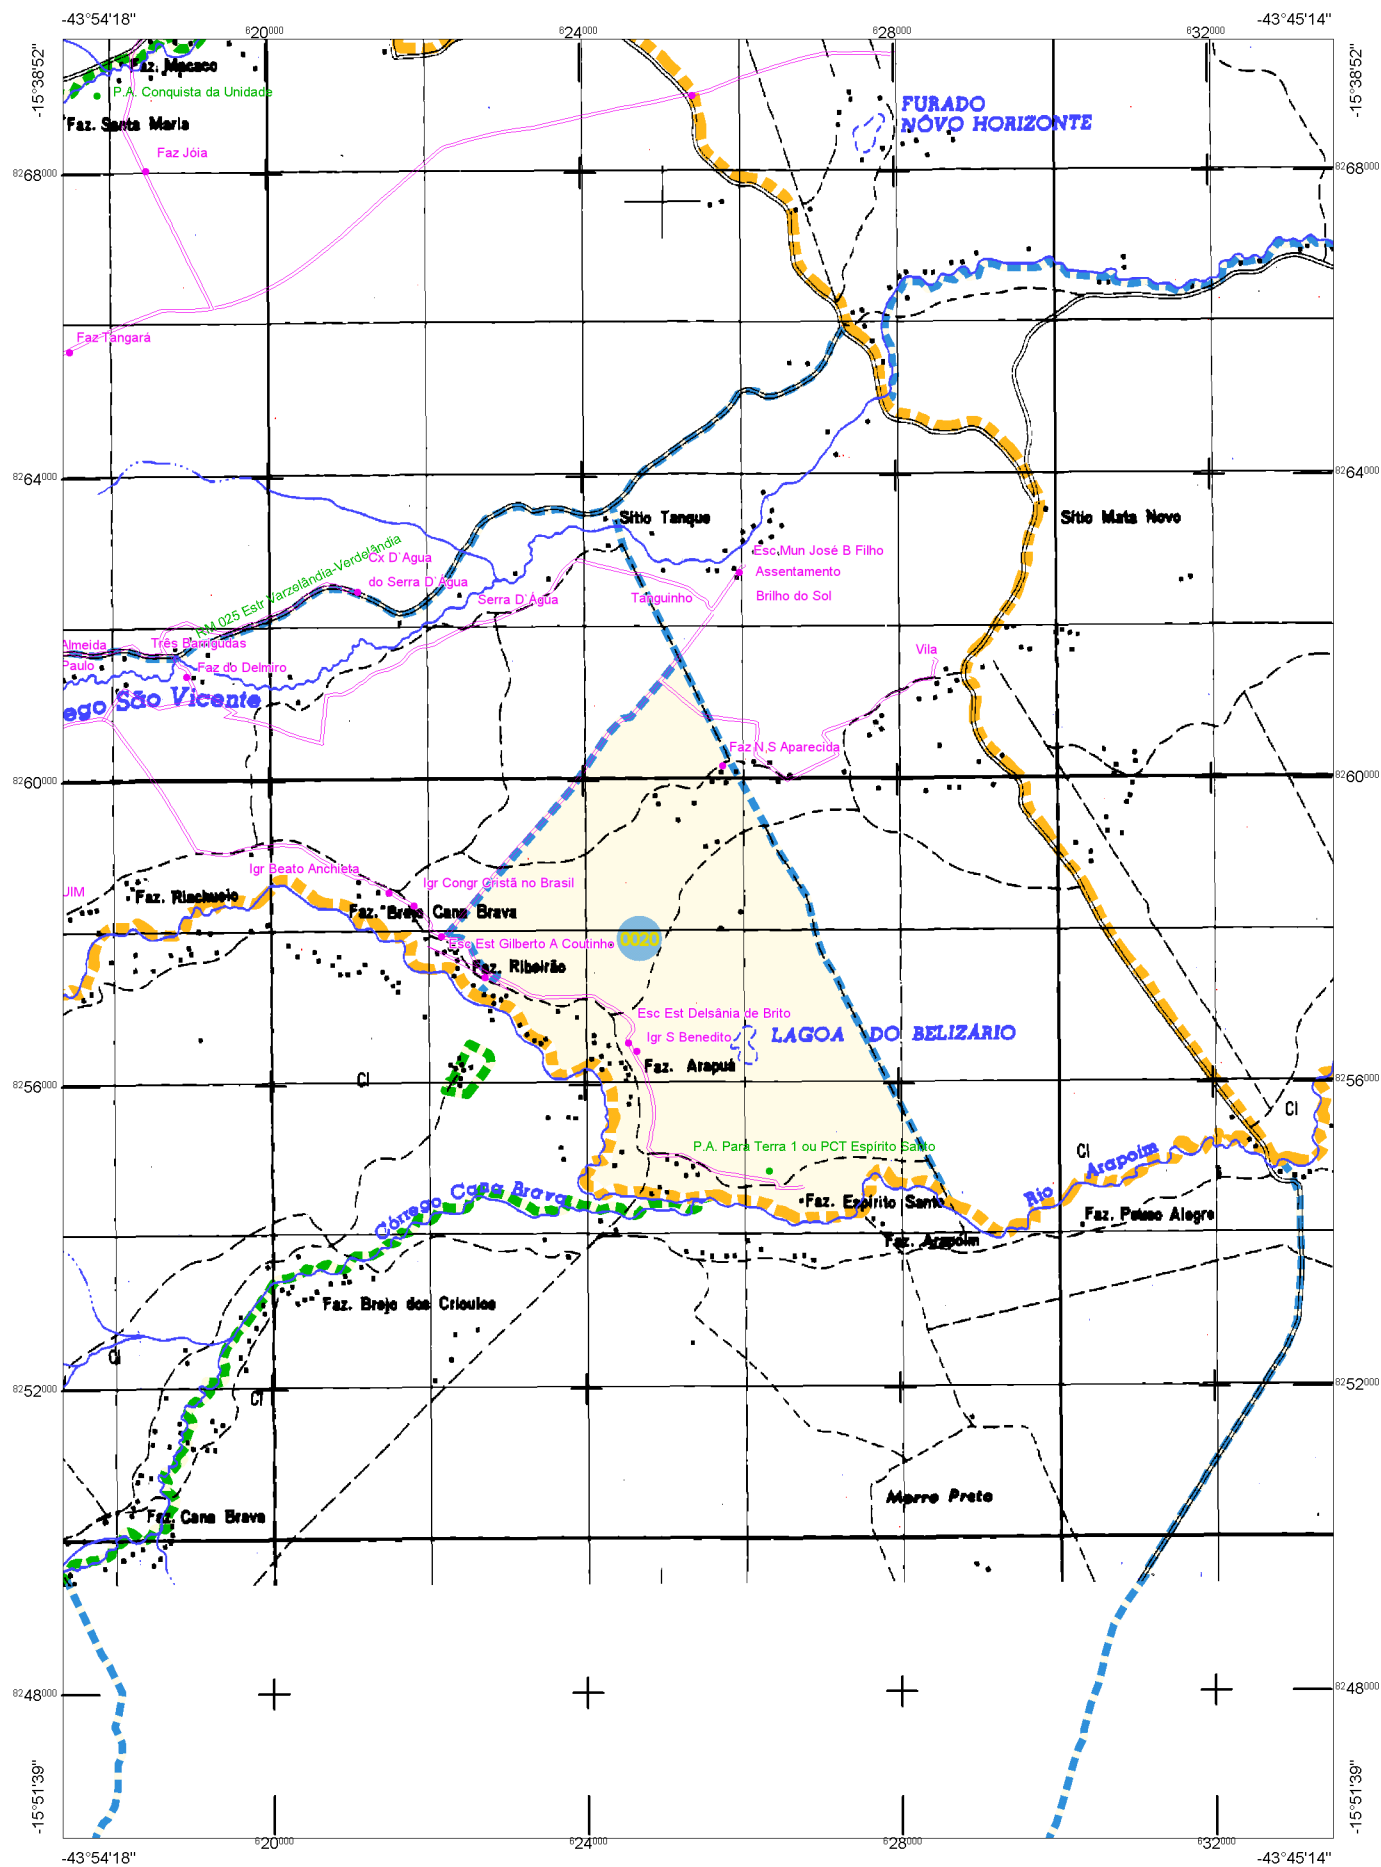 -43°54'18"
-43°45'14"
620000
624000
628000
632000
-15°38'52"
-15°38'52"
Faz. Macaco
P.A. Conquista da Unidade
Faz. Santa Maria
FURADO
NÔVO HORIZONTE
Faz Jóia
8268000
8268000
Faz Tangará
8264000
8264000
Sítio Tanque
Sítio Mata Novo
RM 025 Estr Varzelândia-Verdelândia
Cx D`Agua
do Serra D`Água
Esc Mun José B Filho
Assentamento
Brilho do Sol
Serra D`Água
Tanguinho
Almeida
Paulo
Três Barrigudas
Faz do Delmiro
Vila
ego São Vicente
Faz N S Aparecida
8260000
8260000
Igr Beato Anchieta
Igr Congr Cristã no Brasil
UIM
Faz. Riachuelo
Faz. Brejo Cana Brava
Esc Est Gilberto A Coutinho
0020
Faz. Ribeirão
Esc Est Delsânia de Brito
Igr S Benedito
LAGOA DO BELIZÁRIO
Faz. Arapuá
8256000
8256000
Cl
Cl
Cl
P.A. Para Terra 1 ou PCT Espírito Santo
Rio Arapoim
Córrego Cana Brava
Faz. Espírito Santo
Faz. Pouso Alegre
Faz. Arapoim
Faz. Brejo dos Crioulos
Cl
8252000
8252000
Cl
Morro Preto
Faz. Cana Brava
8248000
8248000
-15°51'39"
-15°51'39"
620000
624000
628000
632000
-43°54'18"
-43°45'14"